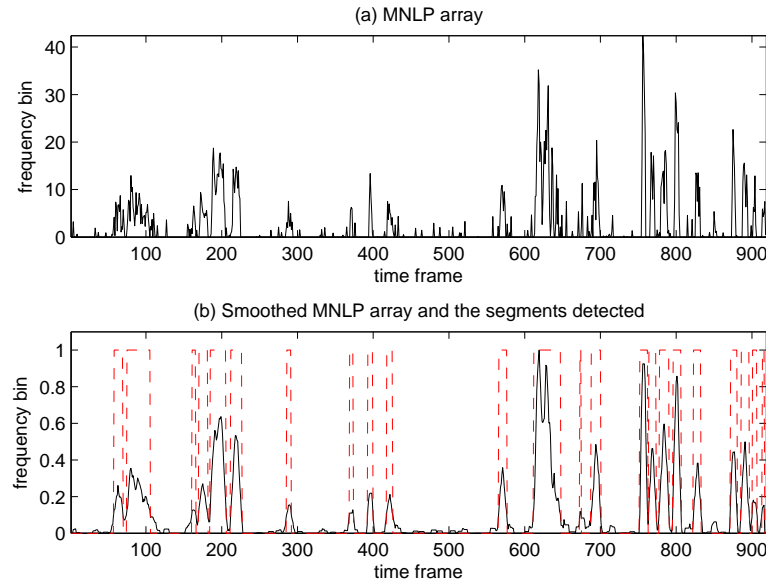 (a) MNLP array
40
30
20
10
0
frequency bin
100 200 300 400 500 600 700 800 900
time frame
(b) Smoothed MNLP array and the segments detected
1
0.8
0.6
0.4
0.2
0
frequency bin
100 200 300 400 500 600 700 800 900
time frame